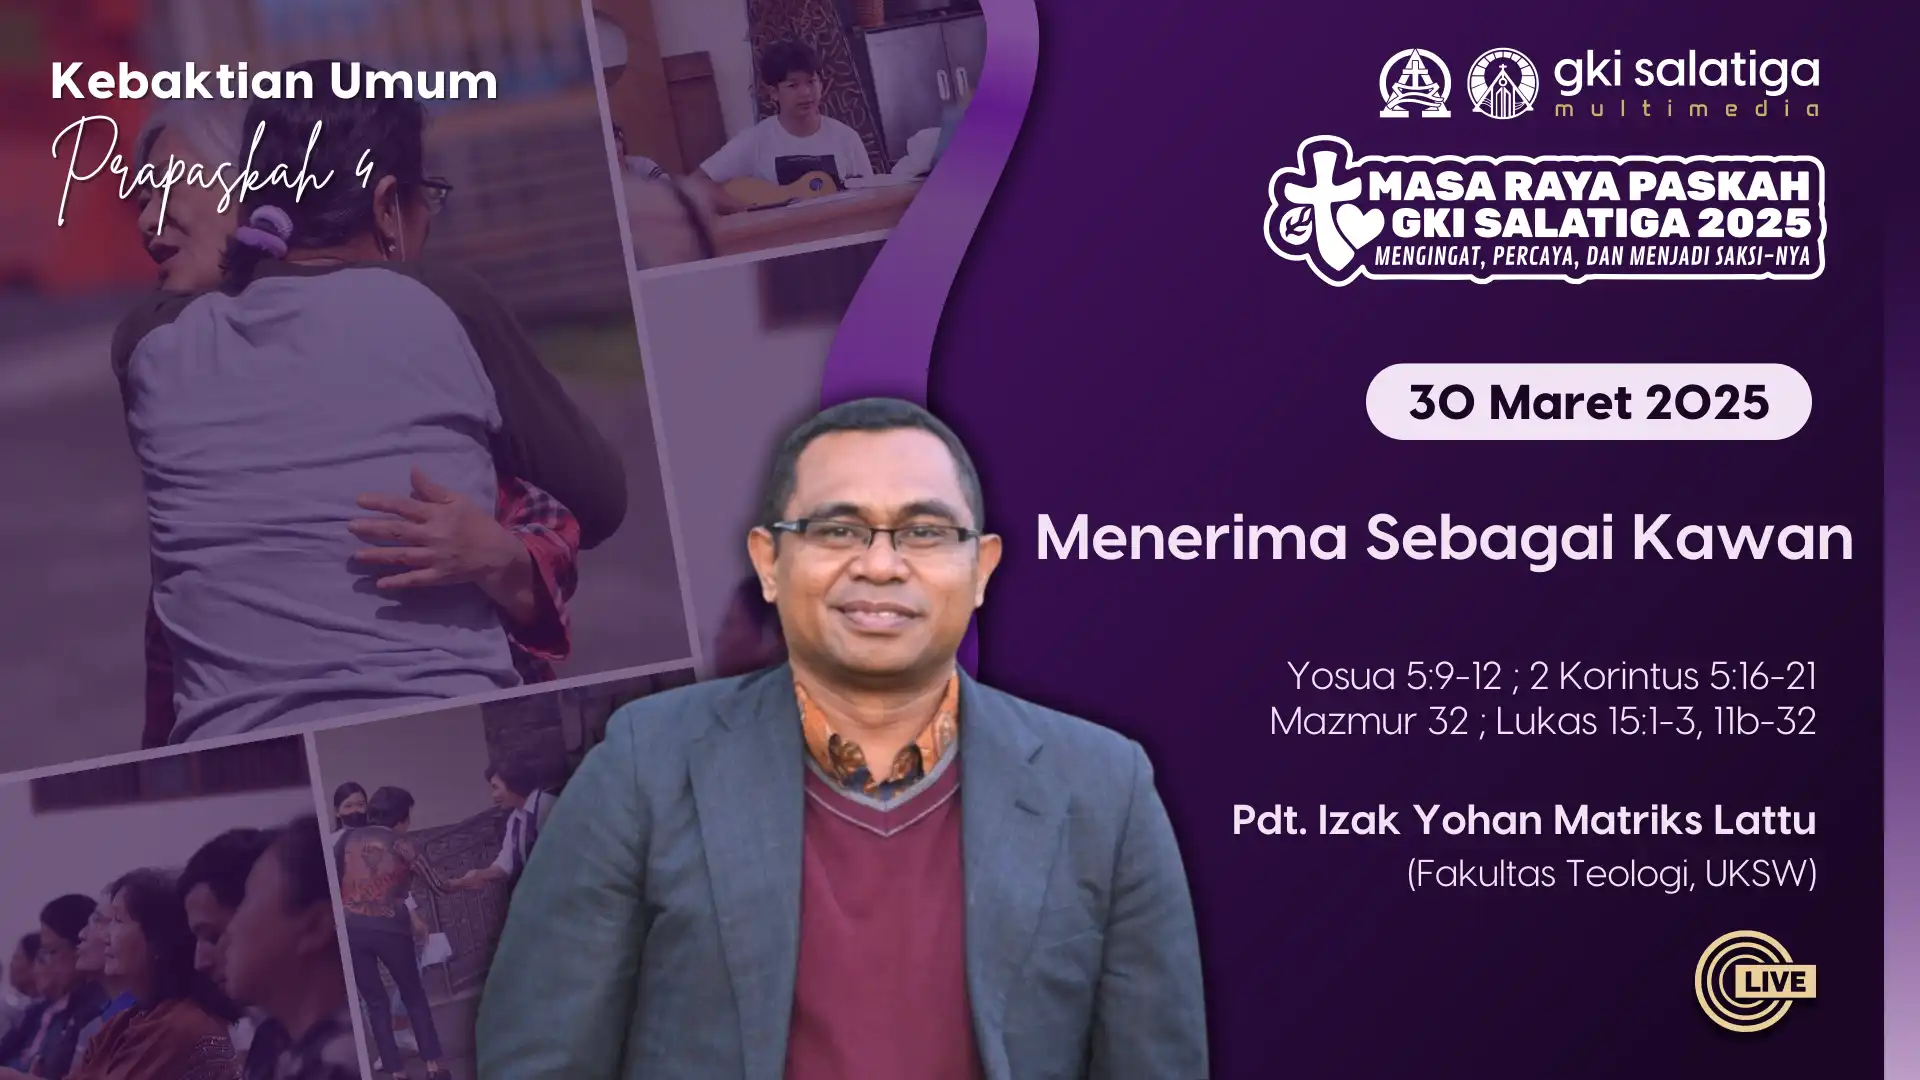 Kebaktian Umum
Prapaskah 4
gki salatiga
multimedia
MASA RAYA PASKAH
GKI SALATIGA 2025
MENGINGAT, PERCAYA, DAN MENJADI SAKSI-NYA
30 Maret 2025
Menerima Sebagai Kawan
Yosua 5:9-12 ; 2 Korintus 5:16-21
Mazmur 32 ; Lukas 15:1-3, 11b-32
Pdt. Izak Yohan Matriks Lattu
(Fakultas Teologi, UKSW)
LIVE